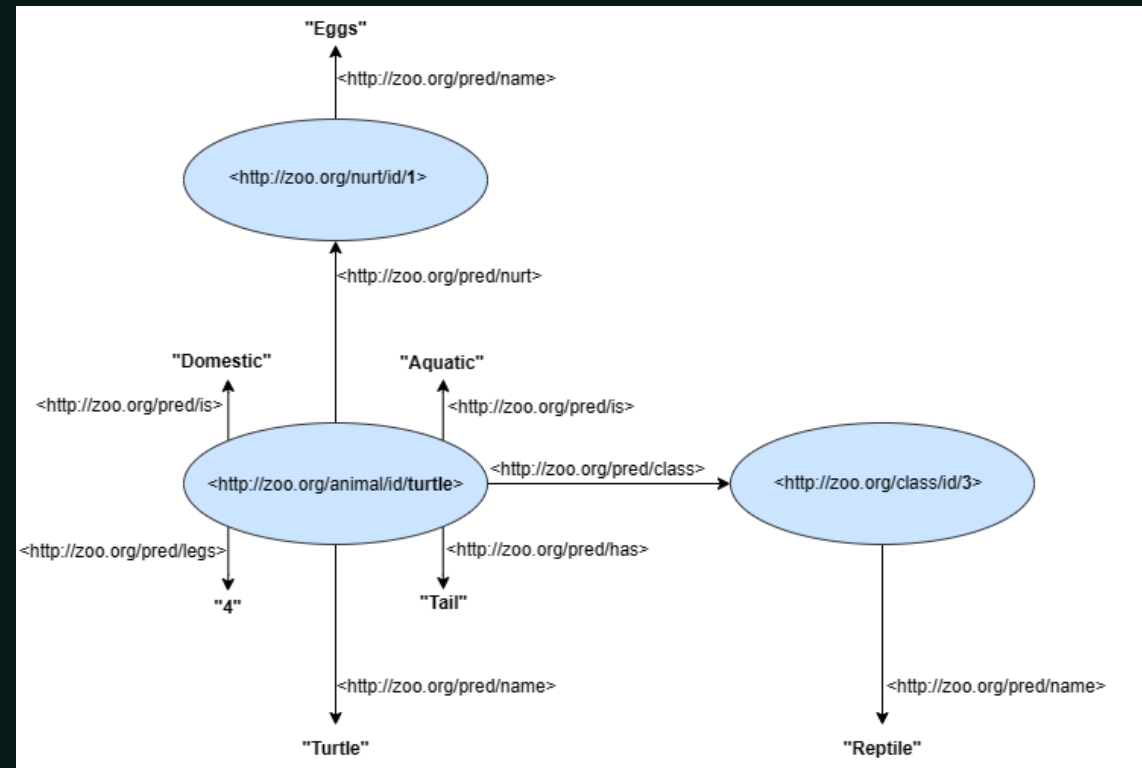 "Eggs"
<http://zoo.org/pred/name>
<http://zoo.org/nurt/id/1>
<http://zoo.org/pred/nurt>
"Domestic"
"Aquatic"
<http://zoo.org/pred/is>
<http://zoo.org/pred/is>
<http://zoo.org/pred/class>
<http://zoo.org/animal/id/turtle>
<http://zoo.org/class/id/3>
<http://zoo.org/pred/legs>
<http://zoo.org/pred/has>
"4"
"Tail"
<http://zoo.org/pred/name>
<http://zoo.org/pred/name>
"Turtle"
"Reptile"